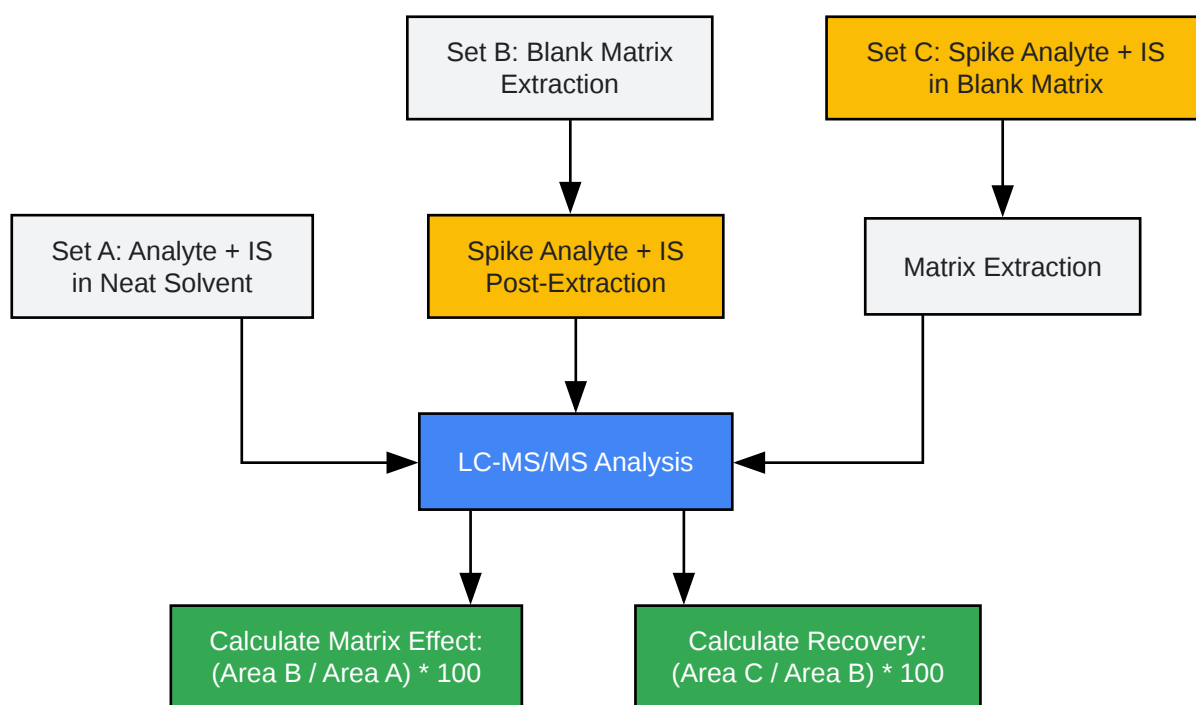 Set B: Blank Matrix
Extraction
Set C: Spike Analyte + IS
in Blank Matrix
Set A: Analyte + IS
in Neat Solvent
Spike Analyte + IS
Post-Extraction
Matrix Extraction
LC-MS/MS Analysis
Calculate Matrix Effect:
(Area B / Area A) * 100
Calculate Recovery:
(Area C / Area B) * 100